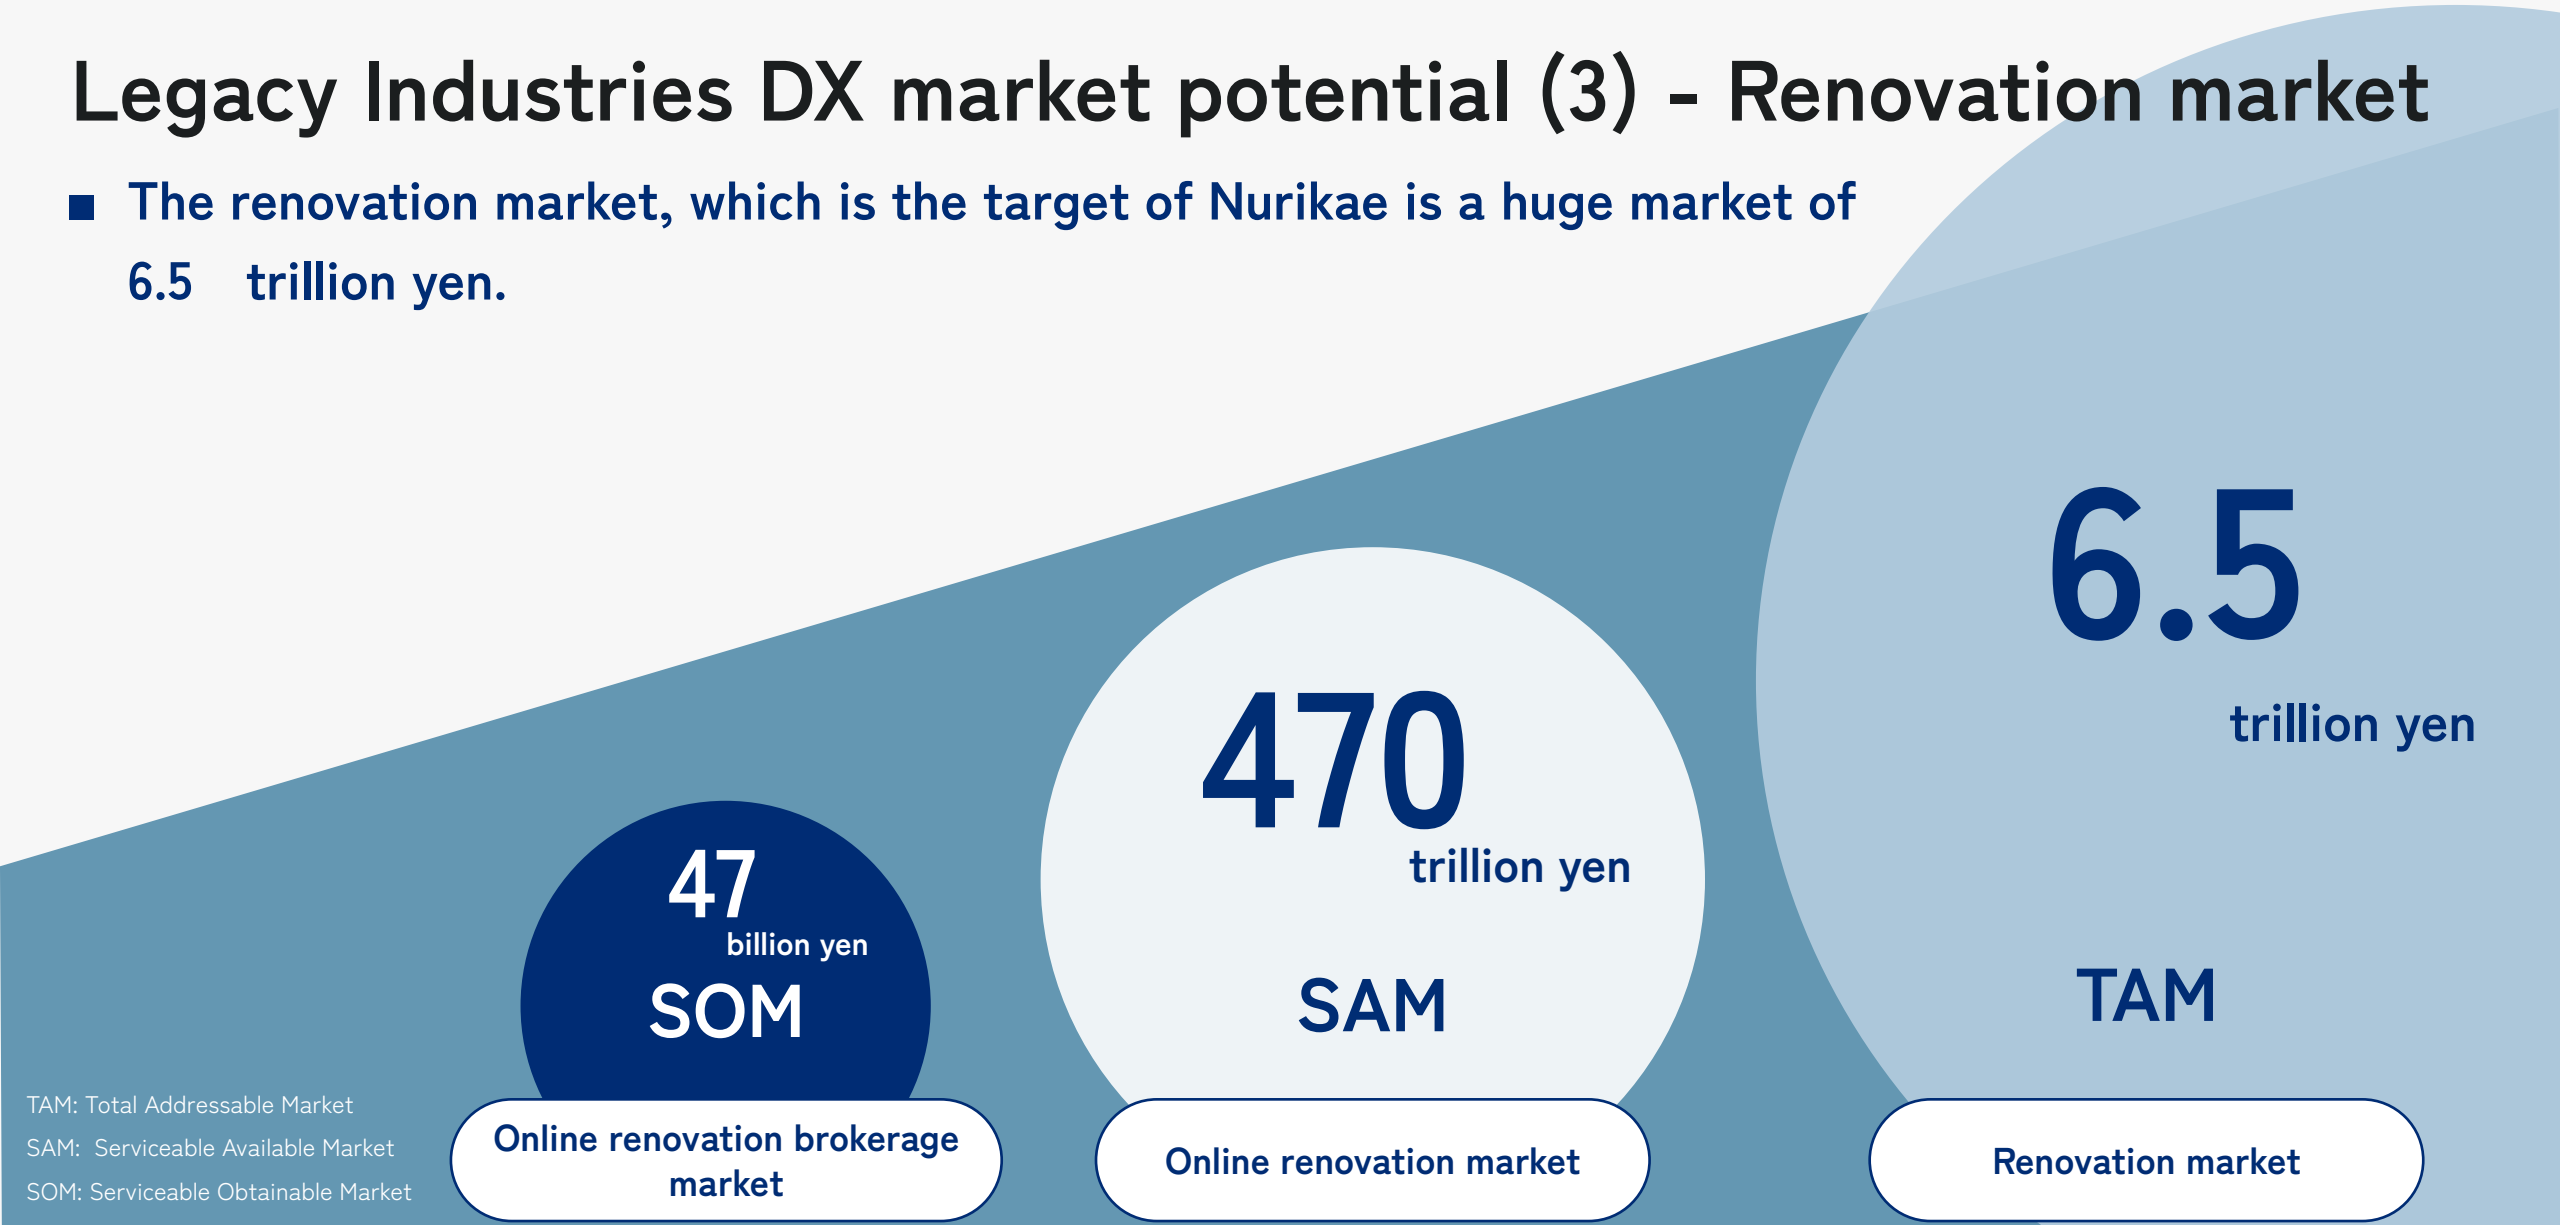 Legacy Industries DX market potential (3) - Renovation market
■ The renovation market, which is the target of Nurikae is a huge market of
6.5 trillion yen.
6.5
trillion yen
470
trillion yen
47
billion yen
SOM
SAM
TAM
TAM: Total Addressable Market
SAM: Serviceable Available Market
SOM: Serviceable Obtainable Market
Online renovation brokerage
market
Online renovation market
Renovation market